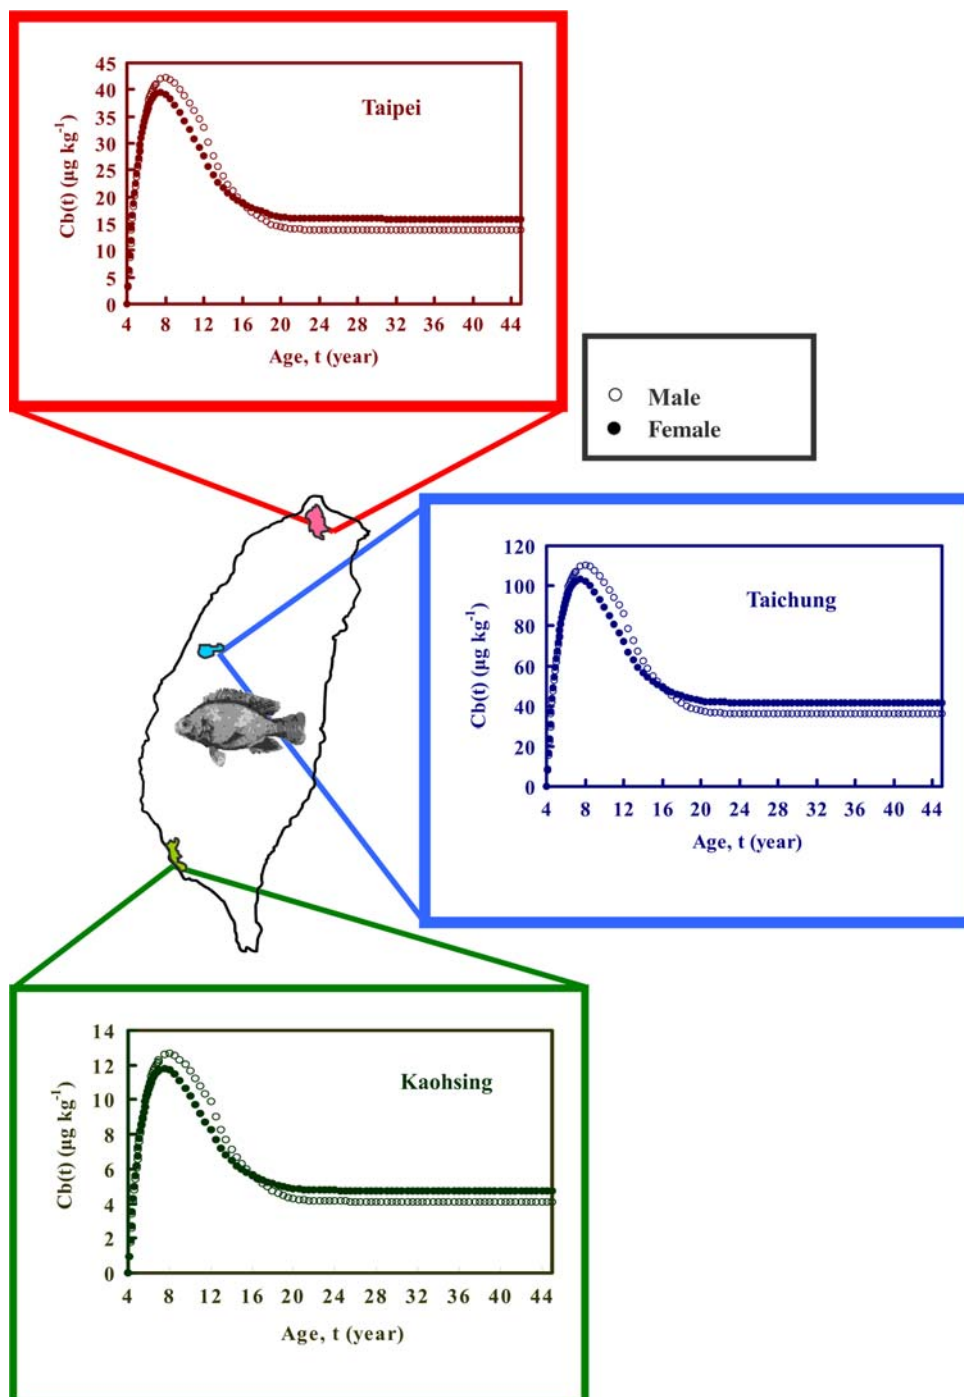 45
40
35
30
25
20
15
10
5
0
Cb(t) (µg kg⁻¹)
Taipei
4 8 12 16 20 24 28 32 36 40 44
Age, t (year)
Male
Female
120
100
80
60
40
20
0
Cb(t) (µg kg⁻¹)
Taichung
4 8 12 16 20 24 28 32 36 40 44
Age, t (year)
14
12
10
8
6
4
2
0
Cb(t) (µg kg⁻¹)
Kaohsing
4 8 12 16 20 24 28 32 36 40 44
Age, t (year)